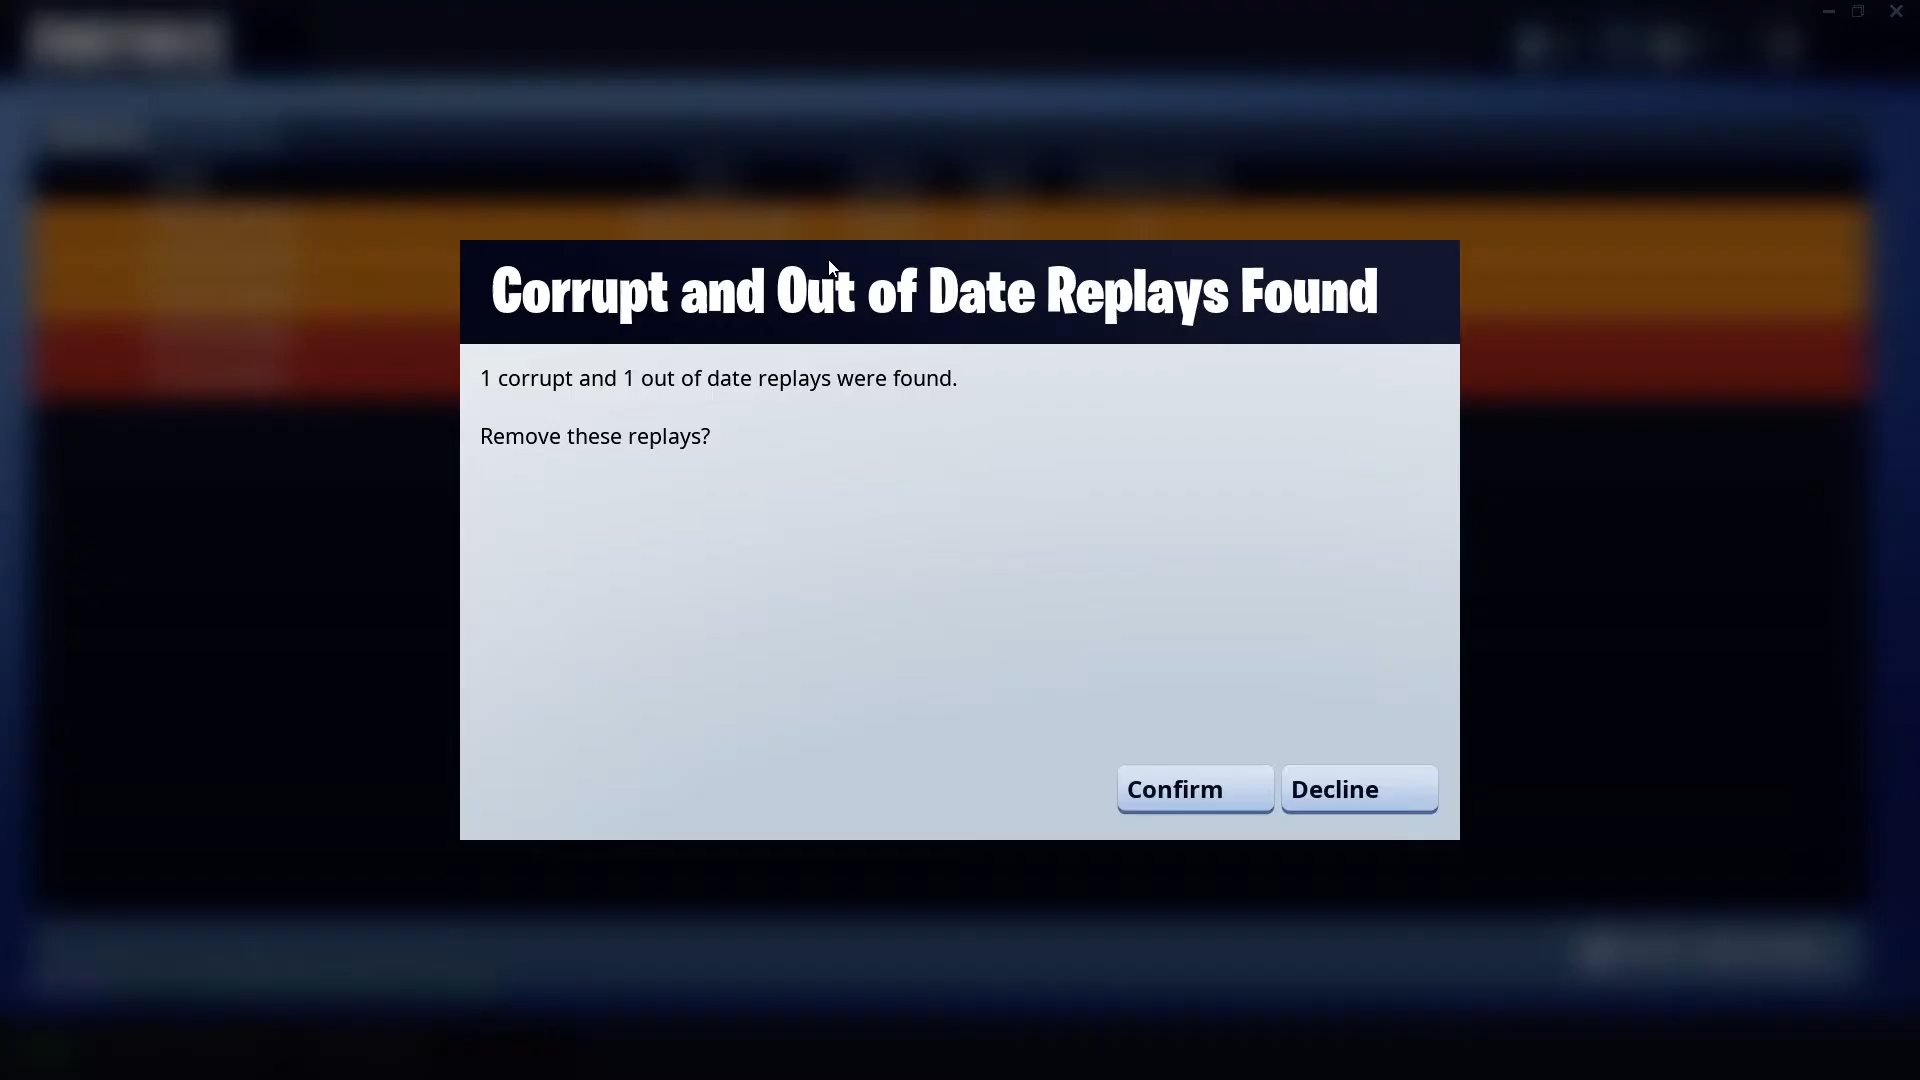 Corrupt and Out of Date Replays Found
1 corrupt and 1 out of date replays were found.
Remove these replays?
Confirm
Decline